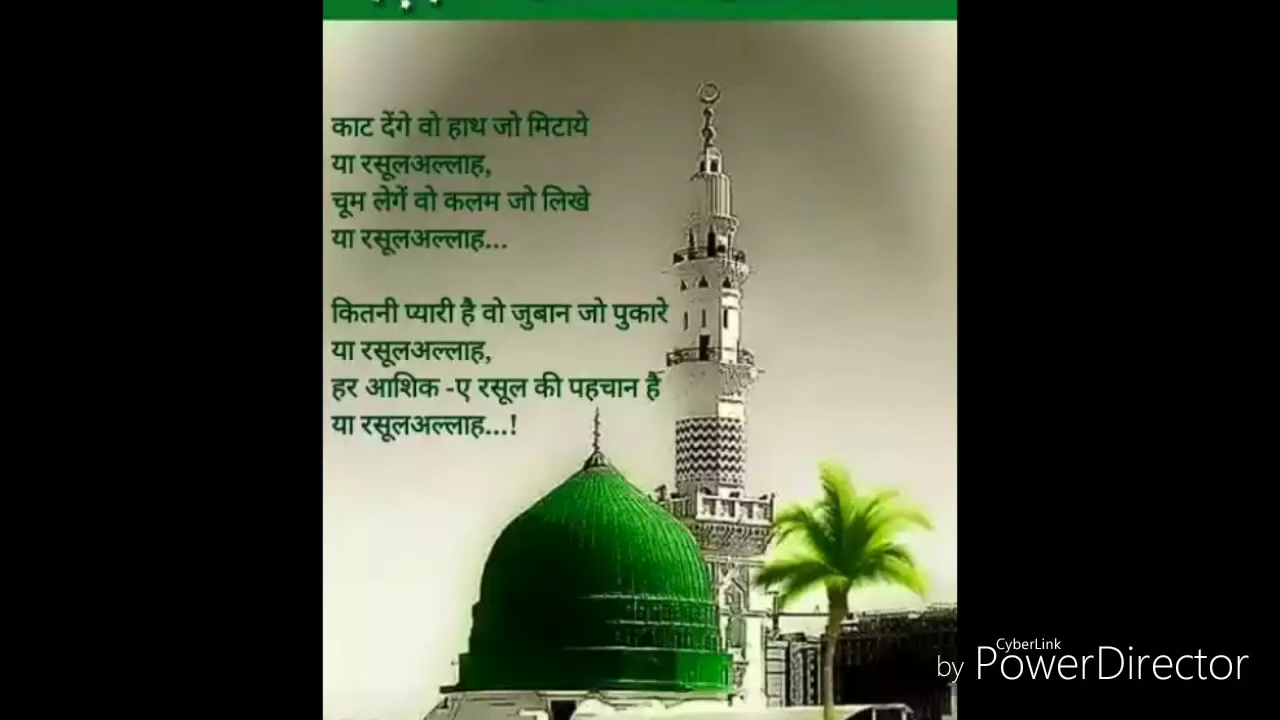 काट देंगे वो हाथ जो मिटाये
या रसूलअल्लाह,
चूम लेगें वो कलम जो लिखे
या रसूलअल्लाह...
कितनी प्यारी है वो जुबान जो पुकारे
या रसूलअल्लाह,
हर आशिक -ए रसूल की पहचान है
या रसूलअल्लाह...!
CyberLink
by PowerDirector